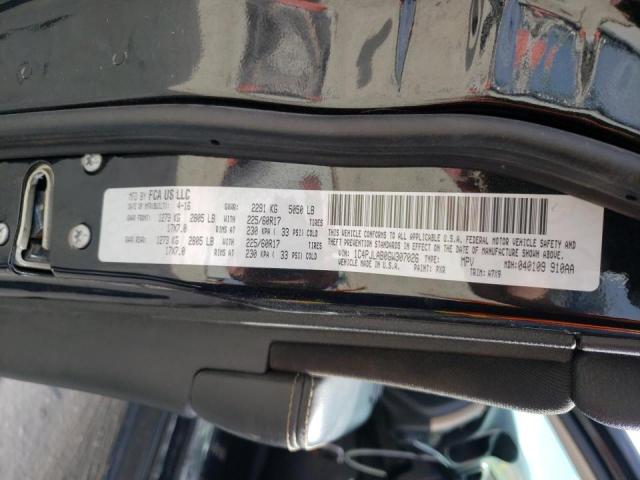 MFD BY FCA US LLC
DATE OF MFR 4-16 GVWR: 2291 KG 5050 LB
GAWR FRONT: 1273 KG 2805 LB WITH 225/60R17 TIRES
17X7.0 RIMS AT 230 KPA ( 33 PSI) COLD
GAWR REAR: 1273 KG 2805 LB WITH 225/60R17 TIRES
17X7.0 RIMS AT 230 KPA ( 33 PSI) COLD
THIS VEHICLE CONFORMS TO ALL APPLICABLE U.S.A. FEDERAL MOTOR VEHICLE SAFETY AND
THEFT PREVENTION STANDARDS IN EFFECT ON THE DATE OF MANUFACTURE SHOWN ABOVE.
VIN: 1C4PJLAB0GW307026 TYPE: MPV MDH: 040109 910AA
VEHICLE MADE IN U.S.A. PAINT: PXR TRIM: A7X9